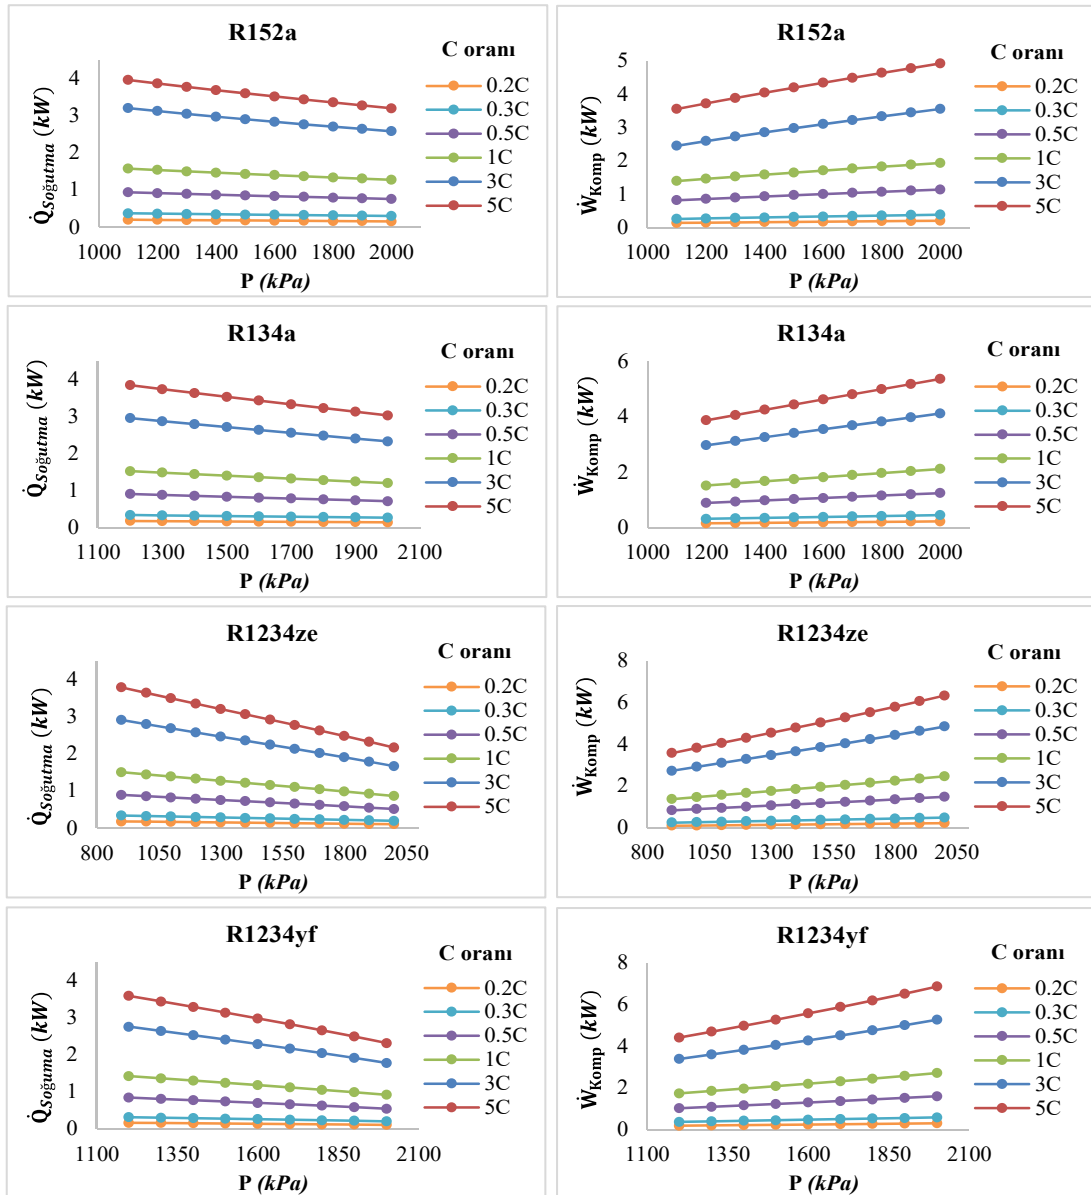 R152a
C oranı
Q̇Soğutma (kW)
4
3
2
1
0
1000 1200 1400 1600 1800 2000
P (kPa)
0.2C
0.3C
0.5C
1C
3C
5C
R152a
C oranı
ẆKomp (kW)
5
4
3
2
1
0
1000 1200 1400 1600 1800 2000
P (kPa)
0.2C
0.3C
0.5C
1C
3C
5C
R134a
C oranı
Q̇Soğutma (kW)
4
3
2
1
0
1100 1300 1500 1700 1900 2100
P (kPa)
0.2C
0.3C
0.5C
1C
3C
5C
R134a
C oranı
ẆKomp (kW)
6
4
2
0
1000 1200 1400 1600 1800 2000
P (kPa)
0.2C
0.3C
0.5C
1C
3C
5C
R1234ze
C oranı
Q̇Soğutma (kW)
4
3
2
1
0
800 1050 1300 1550 1800 2050
P (kPa)
0.2C
0.3C
0.5C
1C
3C
5C
R1234ze
C oranı
ẆKomp (kW)
8
6
4
2
0
800 1050 1300 1550 1800 2050
P (kPa)
0.2C
0.3C
0.5C
1C
3C
5C
R1234yf
C oranı
Q̇Soğuma (kW)
4
3
2
1
0
1100 1350 1600 1850 2100
P (kPa)
0.2C
0.3C
0.5C
1C
3C
5C
R1234yf
C oranı
ẆKomp (kW)
8
6
4
2
0
1100 1350 1600 1850 2100
P (kPa)
0.2C
0.3C
0.5C
1C
3C
5C